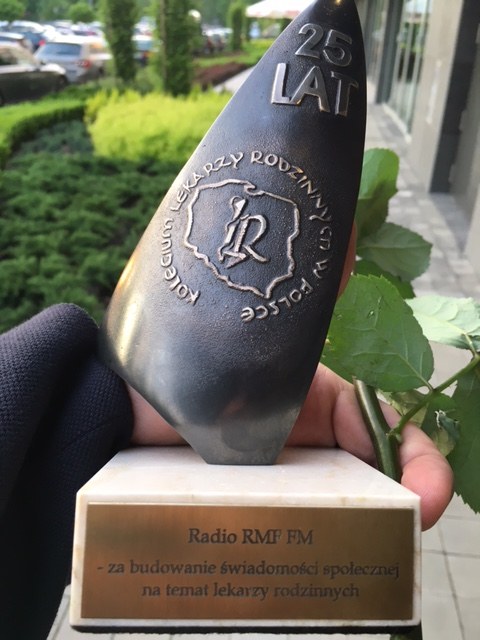 25
LAT
KOLEGIUM LEKARZY RODZINNYCH W POLSCE
LR
Radio RMF FM
- za budowanie świadomości społecznej
na temat lekarzy rodzinnych